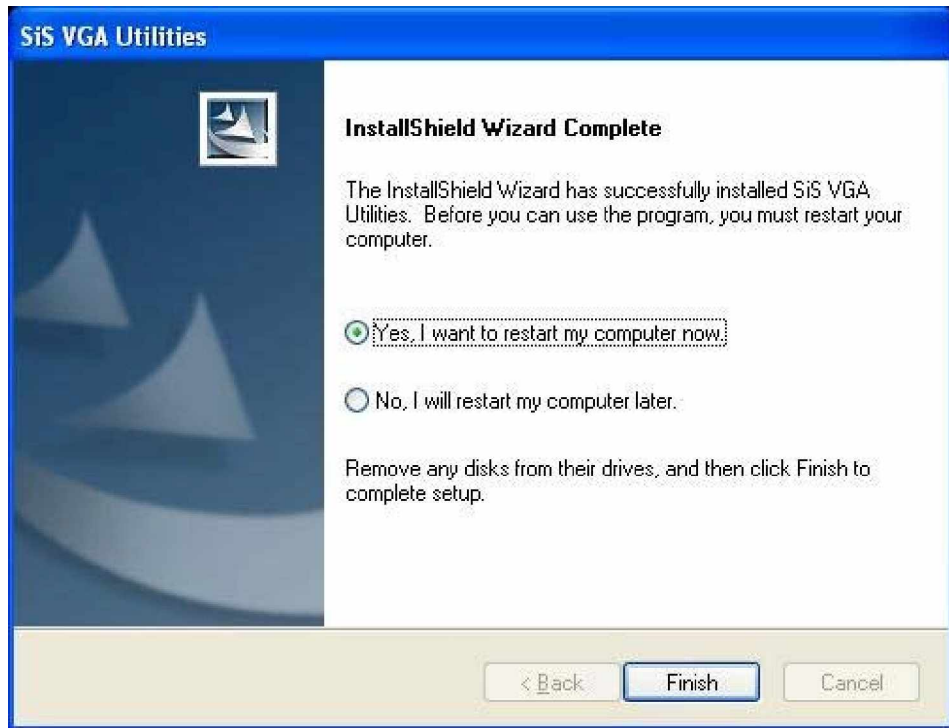 SiS VGA Utilities
InstallShield Wizard Complete
The InstallShield Wizard has successfully installed SiS VGA
Utilities. Before you can use the program, you must restart your
computer.
Yes, I want to restart my computer now.
No, I will restart my computer later.
Remove any disks from their drives, and then click Finish to
complete setup.
< Back Finish Cancel